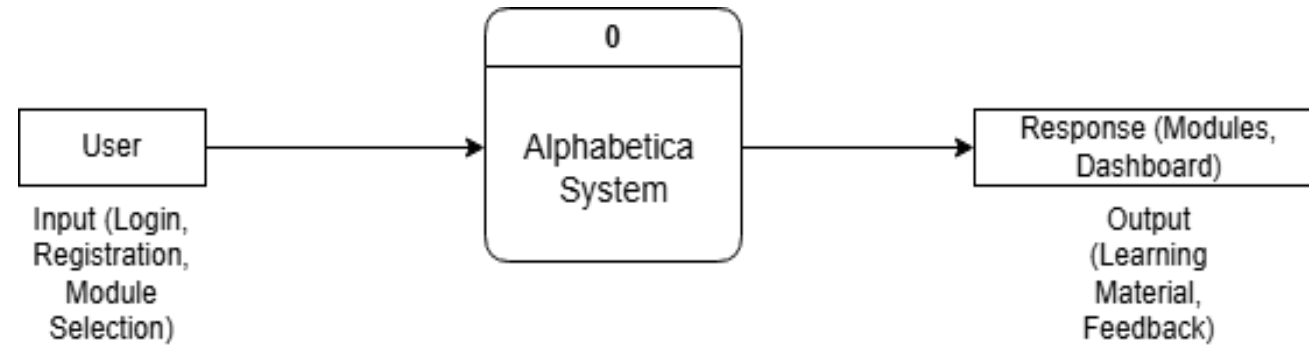 0
User
Alphabetica
System
Response (Modules,
Dashboard)
Input (Login,
Registration,
Module
Selection)
Output
(Learning
Material,
Feedback)